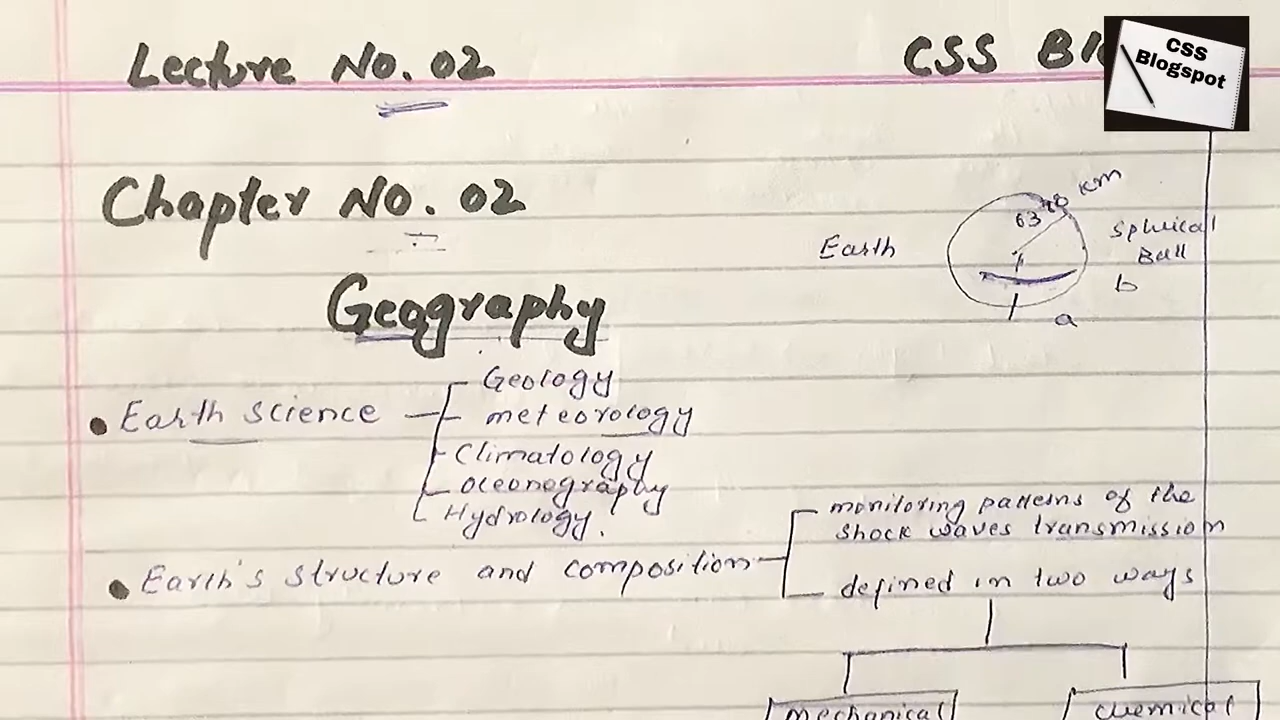 Lecture No. 02
CSS Bl
CSS
Blogspot
Chapter No. 02
6378 km
Earth
Spherical
Ball
b
a
Geography
Earth science
Geology
meteorology
Climatology
oceonography
Hydrology.
Earth's structure and composition
monitoring patterns of the
shock waves transmission
defined in two ways
mechanical
chemical